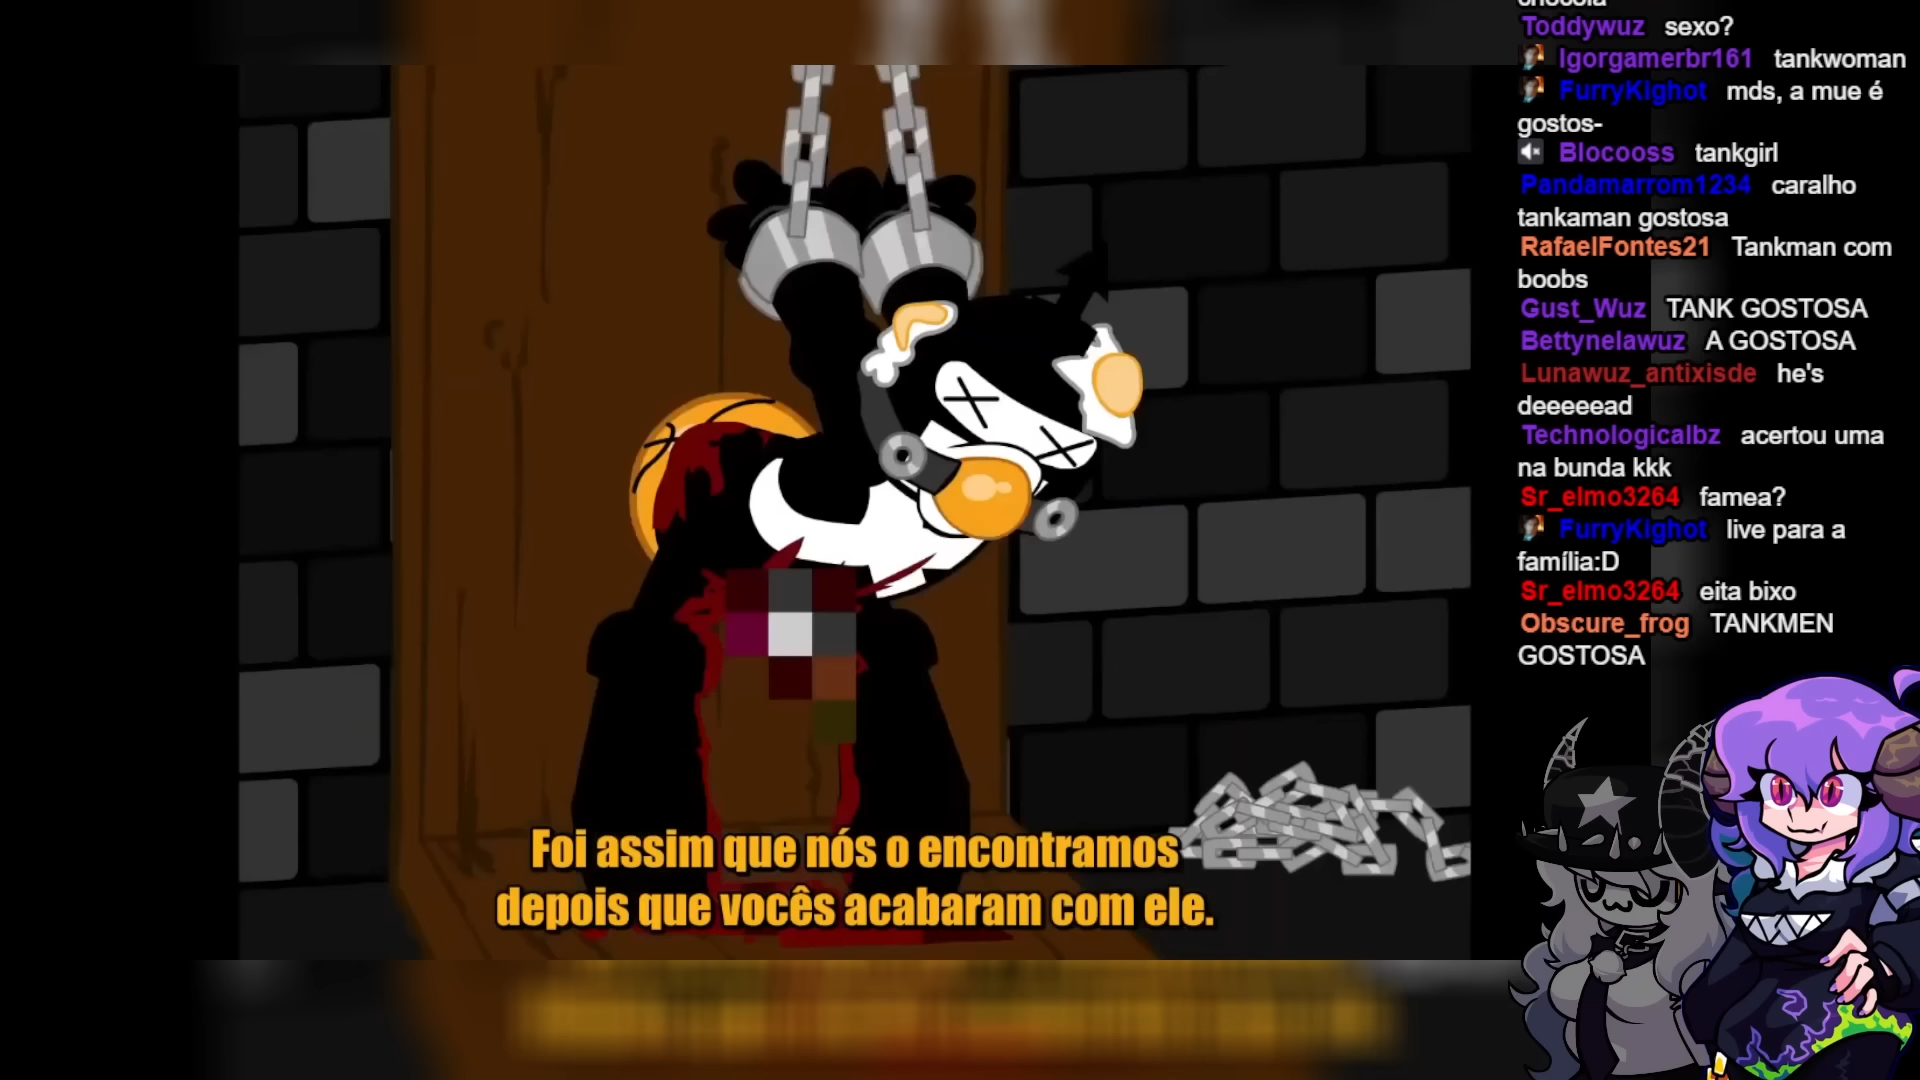 Toddywuz sexo?
Igorgamerbr161 tankwoman
FurryKighot mds, a mue é
gostos-
Blocooss tankgirl
Pandamarrom1234 caralho
tankaman gostosa
RafaelFontes21 Tankman com
boobs
Gust_Wuz TANK GOSTOSA
Bettynelawuz A GOSTOSA
Lunawuz_antixisde he's
deeeeead
Technologicalbz acertou uma
na bunda kkk
Sr_elmo3264 famea?
FurryKighot live para a
família:D
Sr_elmo3264 eita bixo
Obscure_frog TANKMEN
GOSTOSA
Foi assim que nós o encontramos
depois que vocês acabaram com ele.